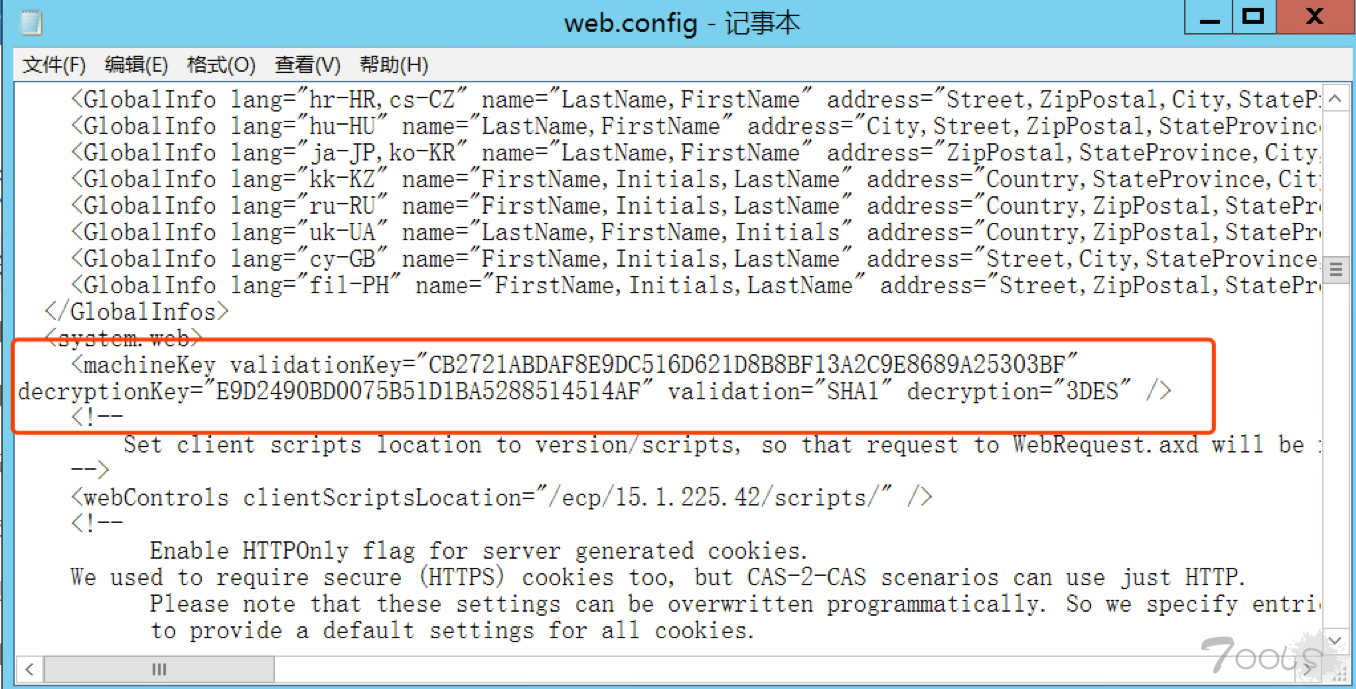 web.config - 记事本
文件(F) 编辑(E) 格式(O) 查看(V) 帮助(H)
<GlobalInfo lang="hr-HR,cs-CZ" name="LastName,FirstName" address="Street,ZipPostal,City,StateP
<GlobalInfo lang="hu-HU" name="LastName,FirstName" address="City,Street,ZipPostal,StateProvinc
<GlobalInfo lang="ja-JP,ko-KR" name="LastName,FirstName" address="ZipPostal,StateProvince,City,
<GlobalInfo lang="kk-KZ" name="FirstName,Initials,LastName" address="Country,StateProvince,Cit
<GlobalInfo lang="ru-RU" name="FirstName,Initials,LastName" address="Country,ZipPostal,StatePr
<GlobalInfo lang="uk-UA" name="LastName,FirstName,Initials" address="Country,ZipPostal,StatePr
<GlobalInfo lang="cy-GB" name="FirstName,Initials,LastName" address="Street,City,StateProvince,
<GlobalInfo lang="fil-PH" name="FirstName,Initials,LastName" address="Street,ZipPostal,StatePr
</GlobalInfos>
<system.web>
<machineKey validationKey="CB2721ABDAF8E9DC516D621D8B8BF13A2C9E8689A25303BF"
decryptionKey="E9D2490BD0075B51D1BA5288514514AF" validation="SHA1" decryption="3DES" />
<!--
Set client scripts location to version/scripts, so that request to WebRequest.axd will be
-->
<webControls clientScriptsLocation="/ecp/15.1.225.42/scripts/" />
<!--
Enable HTTPOnly flag for server generated cookies.
We used to require secure (HTTPS) cookies too, but CAS-2-CAS scenarios can use just HTTP.
Please note that these settings can be overwritten programmatically. So we specify entri
to provide a default settings for all cookies.
7ools